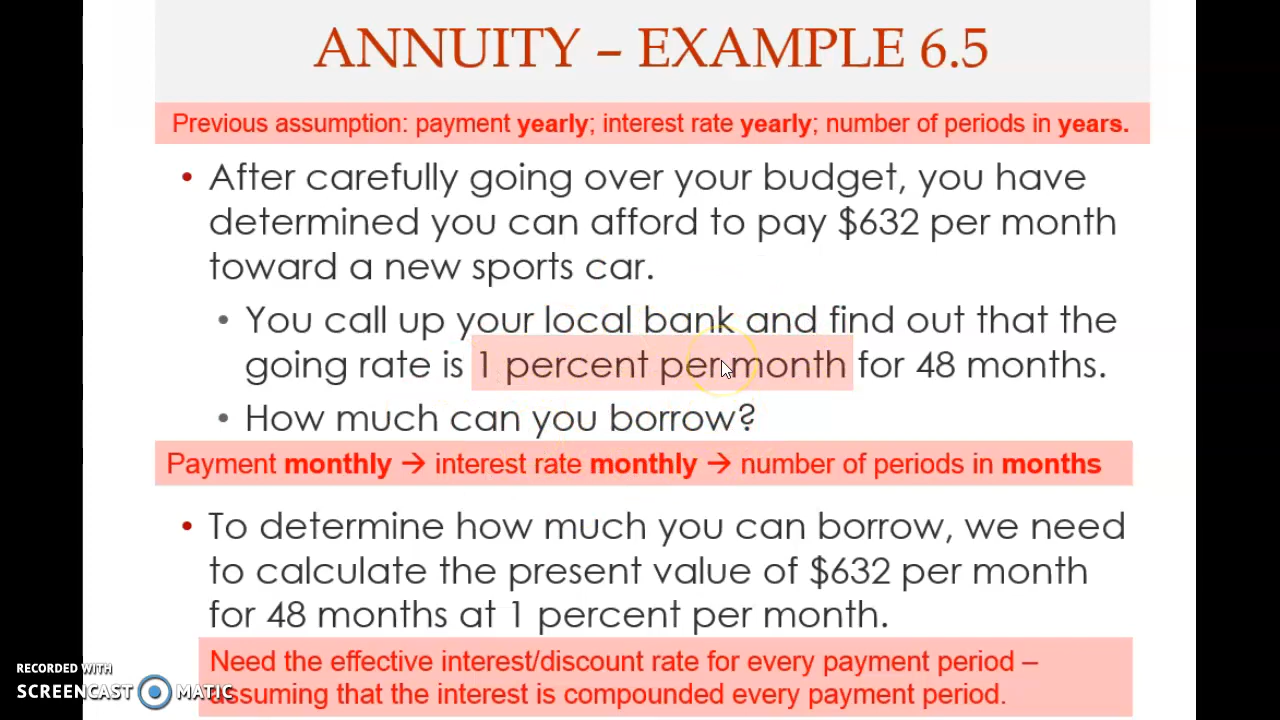 ANNUITY – EXAMPLE 6.5
Previous assumption: payment yearly; interest rate yearly; number of periods in years.
• After carefully going over your budget, you have
determined you can afford to pay $632 per month
toward a new sports car.
• You call up your local bank and find out that the
going rate is 1 percent per month for 48 months.
• How much can you borrow?
Payment monthly → interest rate monthly → number of periods in months
• To determine how much you can borrow, we need
to calculate the present value of $632 per month
for 48 months at 1 percent per month.
Need the effective interest/discount rate for every payment period –
assuming that the interest is compounded every payment period.
RECORDED WITH
SCREENCAST MATIC